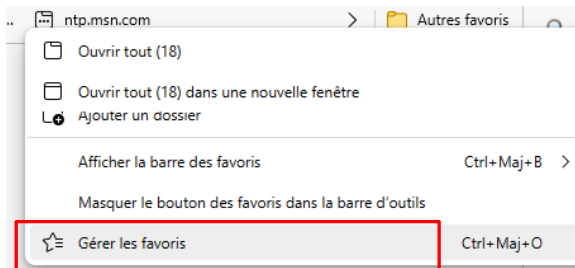 .. ntp.msn.com > Autres favoris
Ouvrir tout (18)
Ouvrir tout (18) dans une nouvelle fenêtre
Ajouter un dossier
Afficher la barre des favoris Ctrl+Maj+B >
Masquer le bouton des favoris dans la barre d'outils
Gérer les favoris Ctrl+Maj+O